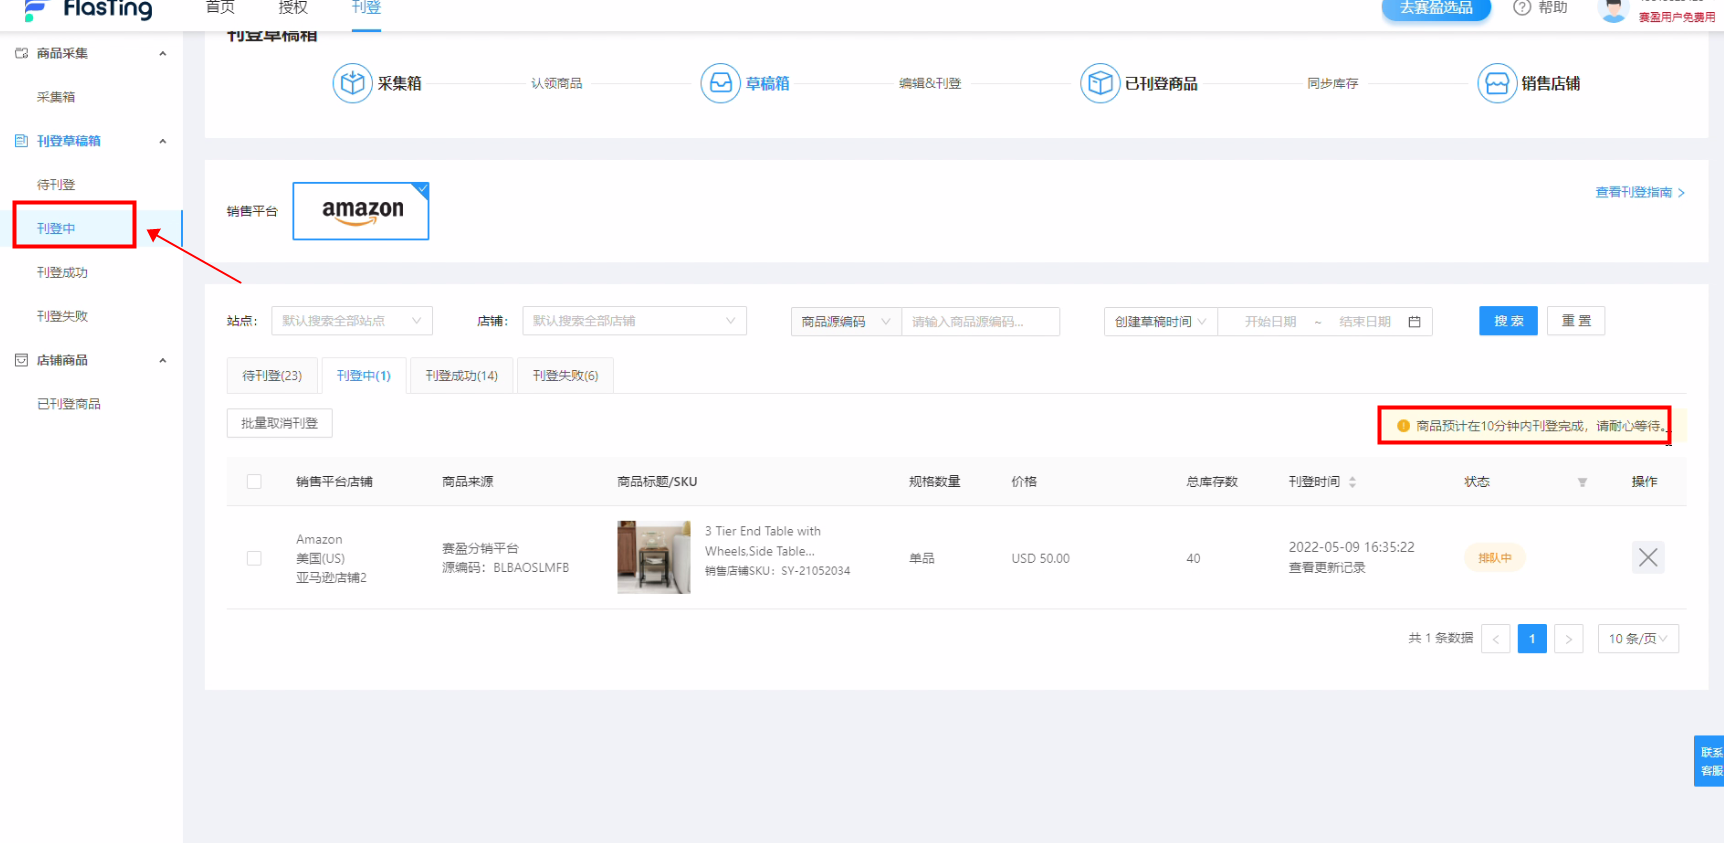 FlasTing
首页
授权
刊登
去赛盈选品
帮助
赛盈用户免费用
商品采集
采集箱
刊登草稿箱
待刊登
刊登中
刊登成功
刊登失败
店铺商品
已刊登商品
刊登草稿箱
采集箱
认领商品
草稿箱
编辑&刊登
已刊登商品
同步库存
销售店铺
销售平台
amazon
查看刊登指南 >
站点：
默认搜索全部站点
店铺：
默认搜索全部店铺
商品源编码
请输入商品源编码...
创建草稿时间
开始日期 ~ 结束日期
搜 索
重 置
待刊登(23)
刊登中(1)
刊登成功(14)
刊登失败(6)
批量取消刊登
商品预计在10分钟内刊登完成，请耐心等待。
销售平台店铺
商品来源
商品标题/SKU
规格数量
价格
总库存数
刊登时间
状态
操作
Amazon
美国(US)
亚马逊店铺2
赛盈分销平台
源编码：BLBAOSLMFB
3 Tier End Table with
Wheels,Side Table...
销售店铺SKU：SY-21052034
单品
USD 50.00
40
2022-05-09 16:35:22
查看更新记录
排队中
共 1 条数据
<
1
>
10 条/页
联系
客服